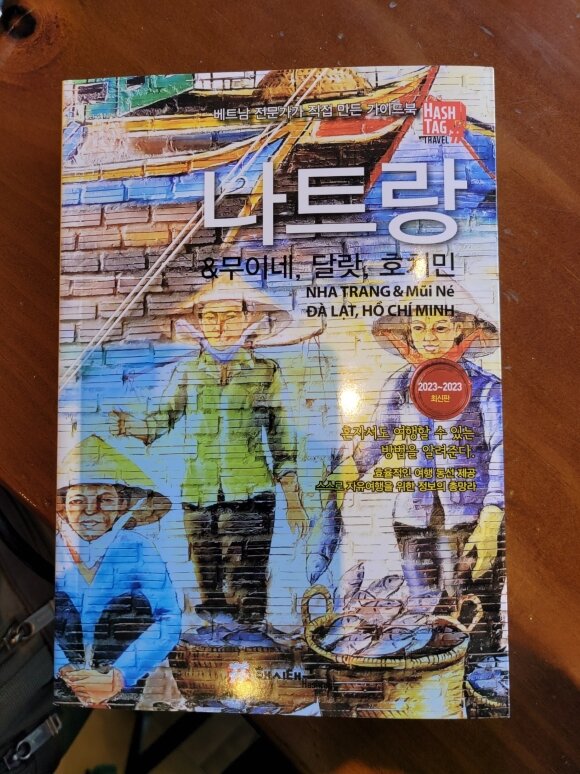 베트남 전문가가 직접 만든 가이드북
HASH
TAG
TRAVEL
나트랑
&무이네, 달랏, 호치민
NHA TRANG & Mũi Né
ĐÀ LẠT, HỒ CHÍ MINH
2023~2023
최신판
혼자서도 여행할 수 있는
방법을 알려준다.
효율적인 여행 동선 제공
스스로 자유여행을 위한 정보의 총망라
해시태